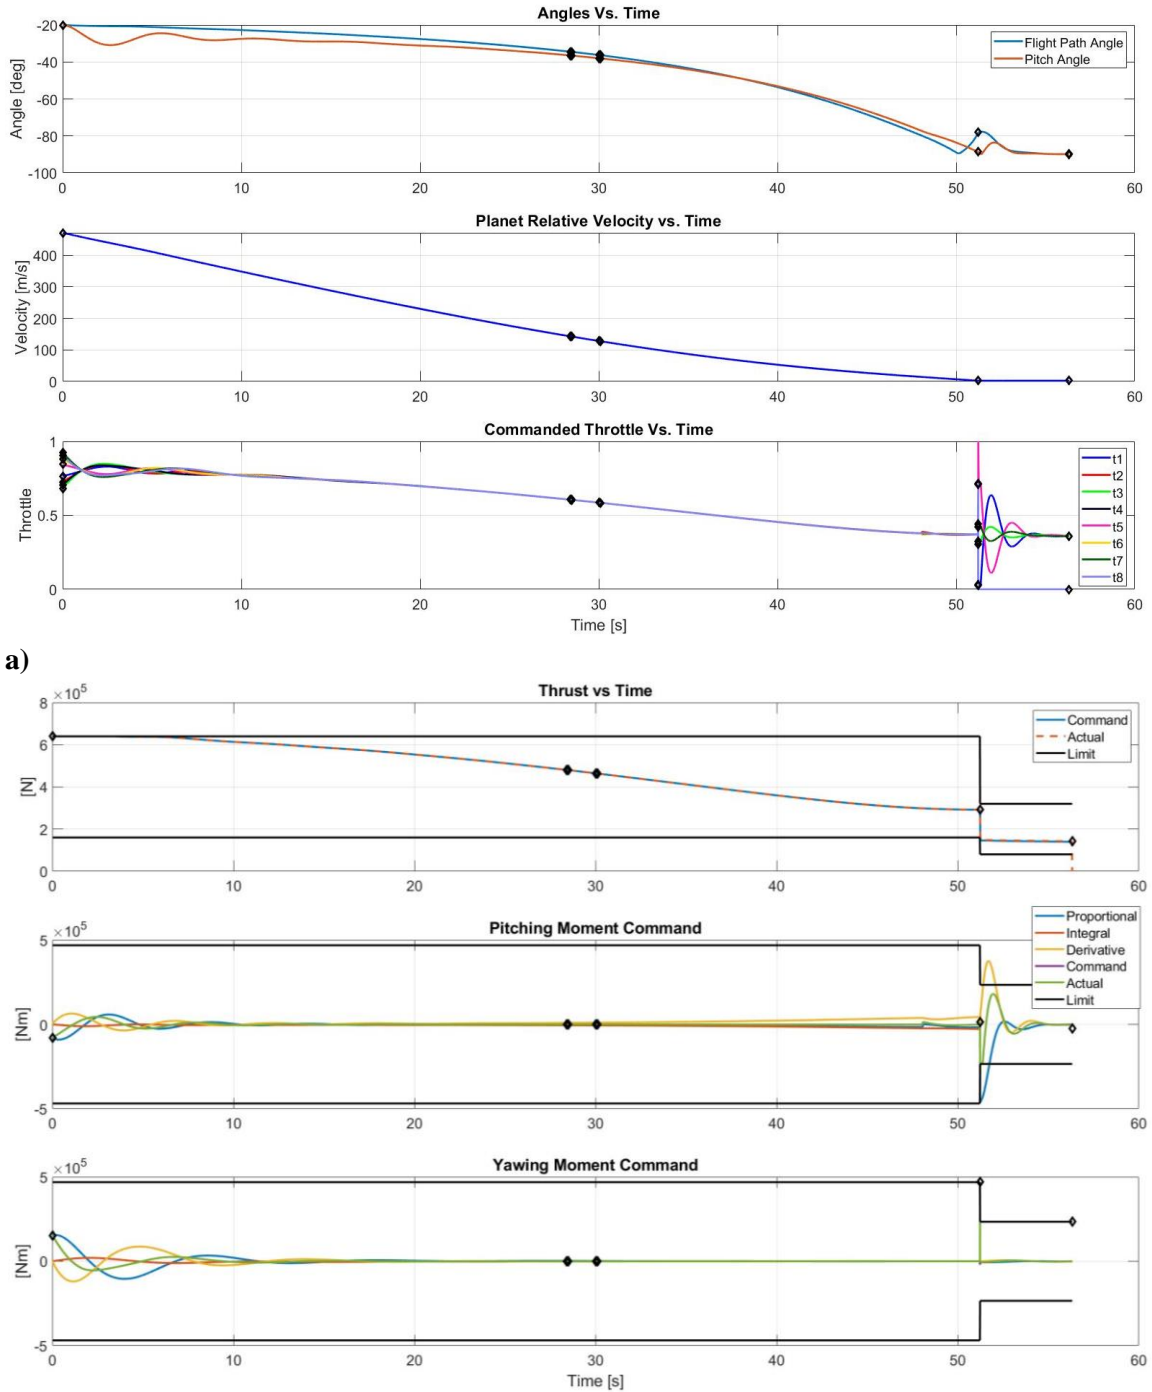 Angles Vs. Time
Angle [deg]
-20
-40
-60
-80
-100
0 10 20 30 40 50 60
Flight Path Angle
Pitch Angle
Planet Relative Velocity vs. Time
Velocity [m/s]
400
300
200
100
0
0 10 20 30 40 50 60
Commanded Throttle Vs. Time
Throttle
1
0.5
0
0 10 20 30 40 50 60
Time [s]
t1
t2
t3
t4
t5
t6
t7
t8
a)
×10⁵
Thrust vs Time
[N]
8
6
4
2
0
0 10 20 30 40 50 60
Command
Actual
Limit
×10⁵
Pitching Moment Command
[Nm]
5
0
-5
0 10 20 30 40 50 60
Proportional
Integral
Derivative
Command
Actual
Limit
×10⁵
Yawing Moment Command
[Nm]
5
0
-5
0 10 20 30 40 50 60
Time [s]